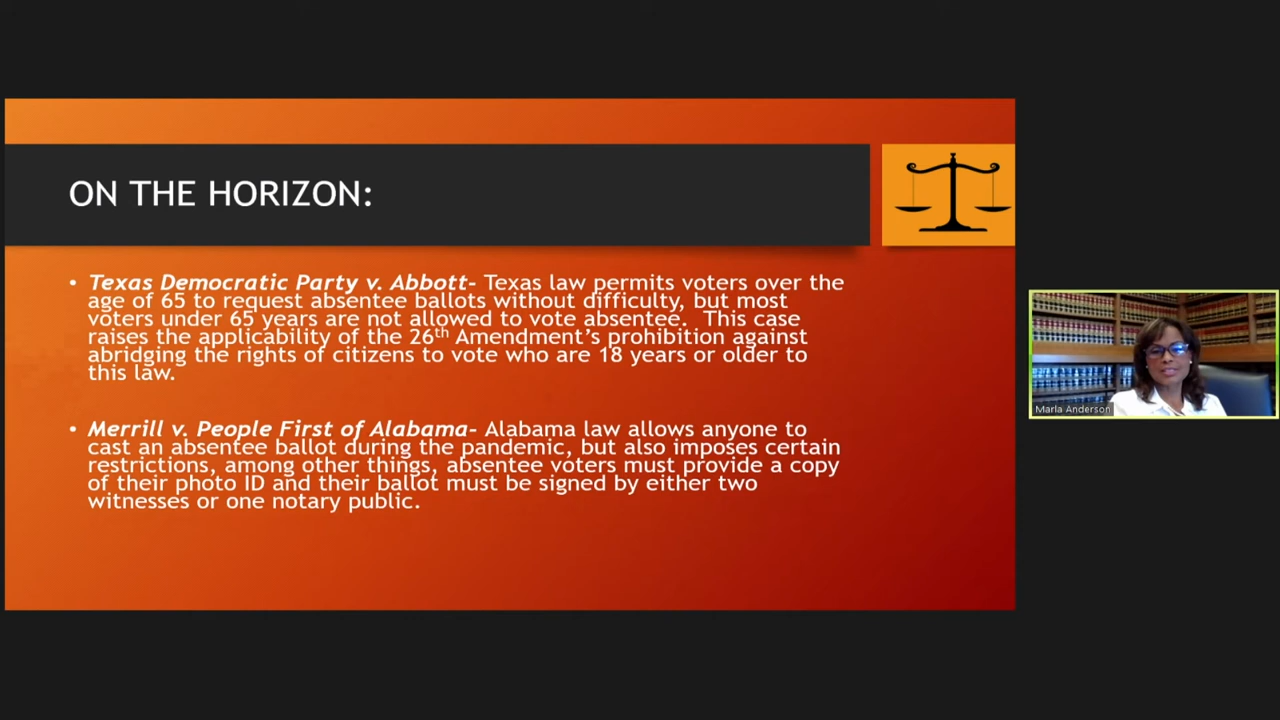 ON THE HORIZON:
• Texas Democratic Party v. Abbott- Texas law permits voters over the
age of 65 to request absentee ballots without difficulty, but most
voters under 65 years are not allowed to vote absentee. This case
raises the applicability of the 26th Amendment's prohibition against
abridging the rights of citizens to vote who are 18 years or older to
this law.
• Merrill v. People First of Alabama- Alabama law allows anyone to
cast an absentee ballot during the pandemic, but also imposes certain
restrictions, among other things, absentee voters must provide a copy
of their photo ID and their ballot must be signed by either two
witnesses or one notary public.
Marla Anderson